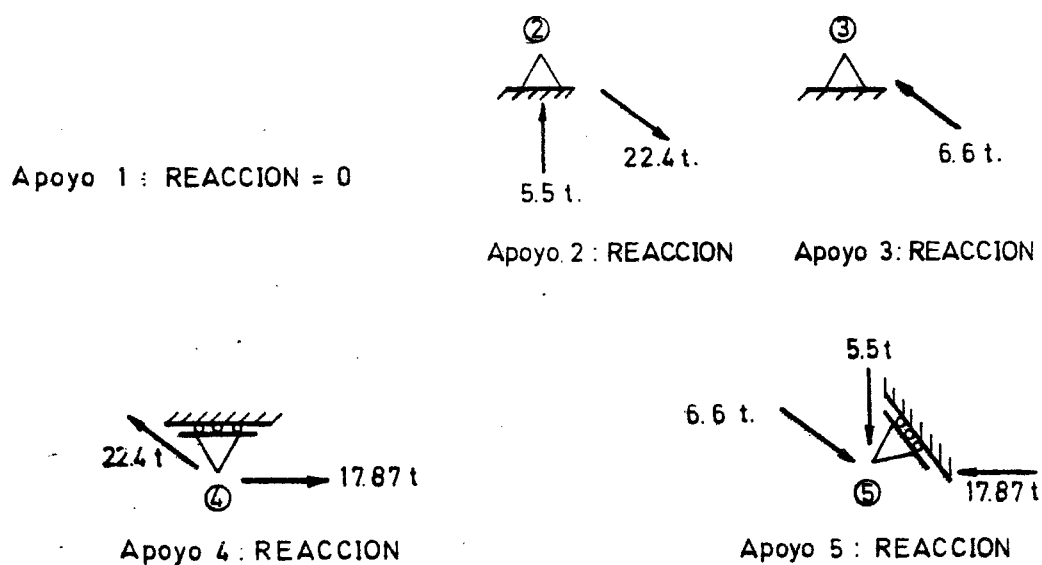 ②
③
22.4 t.
6.6 t.
Apoyo 1 : REACCION = 0
5.5 t.
Apoyo 2 : REACCION
Apoyo 3: REACCION
5.5 t
6.6 t.
22.4 t
17.87 t
④
⑤
17.87 t
Apoyo 4 : REACCION
Apoyo 5 : REACCION